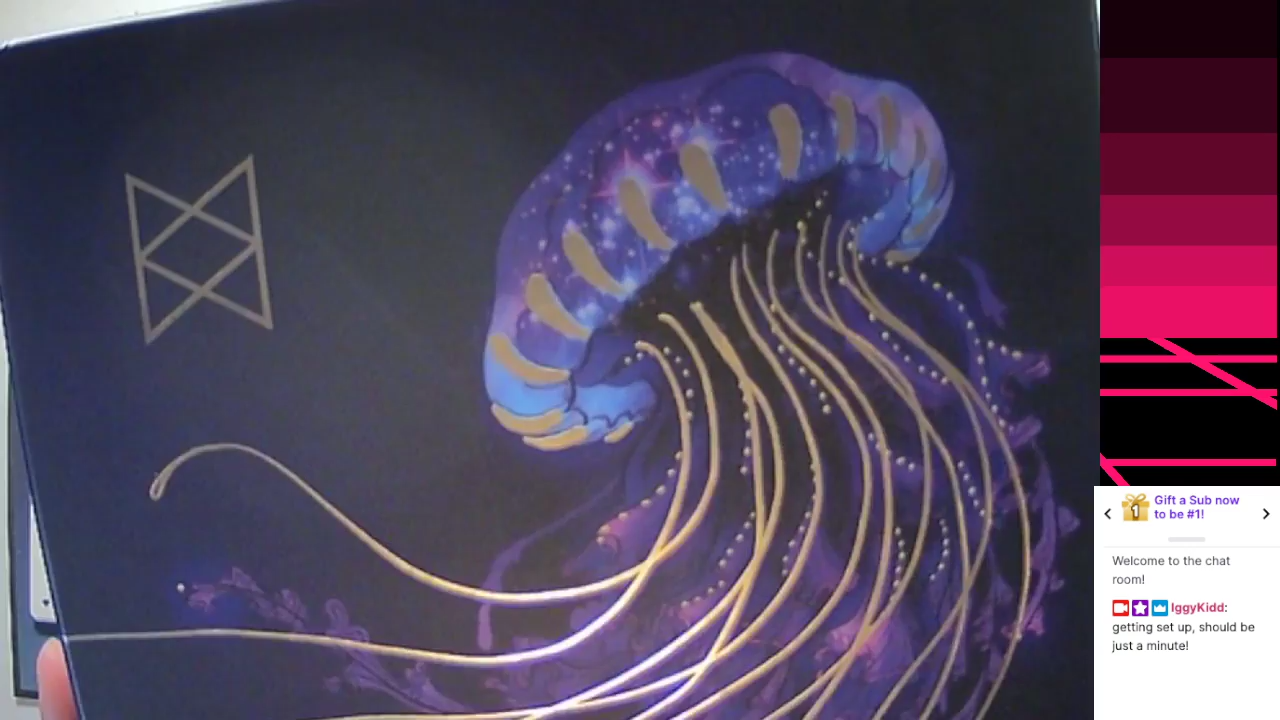 1
Gift a Sub now
to be #1!
Welcome to the chat
room!
IggyKidd:
getting set up, should be
just a minute!